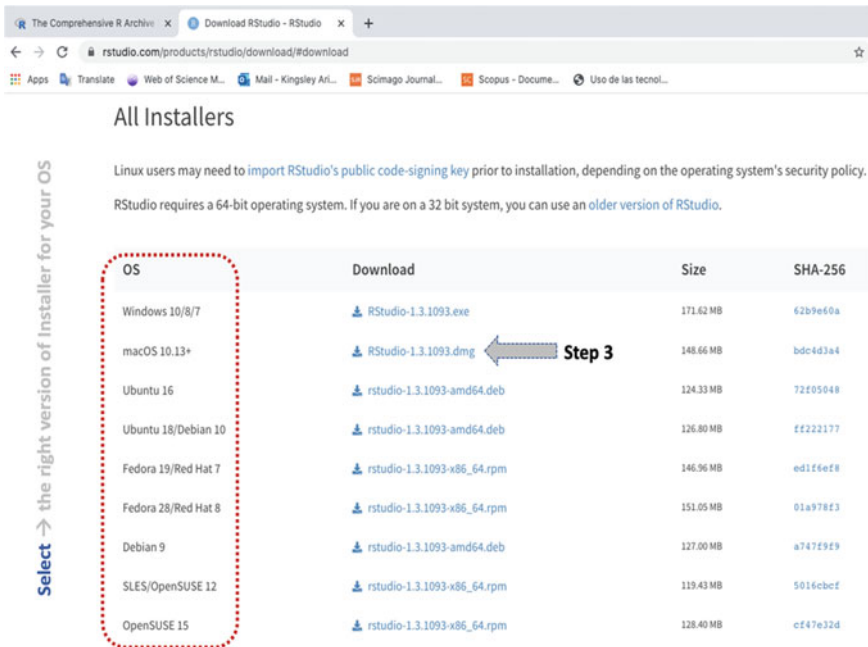 The Comprehensive R Archive
Download RStudio - RStudio
rstudio.com/products/rstudio/download/#download
Apps Translate Web of Science M... Mail - Kingsley Ari... Scimago Journal... Scopus - Docume... Uso de las tecnol...
All Installers
Linux users may need to import RStudio's public code-signing key prior to installation, depending on the operating system's security policy.
RStudio requires a 64-bit operating system. If you are on a 32 bit system, you can use an older version of RStudio.
Select → the right version of Installer for your OS
OS Download Size SHA-256
Windows 10/8/7 RStudio-1.3.1093.exe 171.62 MB 62b9e60a
macOS 10.13+ RStudio-1.3.1093.dmg Step 3 148.66 MB bdc4d3a4
Ubuntu 16 rstudio-1.3.1093-amd64.deb 124.33 MB 72f05048
Ubuntu 18/Debian 10 rstudio-1.3.1093-amd64.deb 126.80 MB ff222177
Fedora 19/Red Hat 7 rstudio-1.3.1093-x86_64.rpm 146.96 MB ed1f6ef8
Fedora 28/Red Hat 8 rstudio-1.3.1093-x86_64.rpm 151.05 MB 01a978f3
Debian 9 rstudio-1.3.1093-amd64.deb 127.00 MB a747f9f9
SLES/OpenSUSE 12 rstudio-1.3.1093-x86_64.rpm 119.43 MB 5016cbcf
OpenSUSE 15 rstudio-1.3.1093-x86_64.rpm 128.40 MB cf47e32d